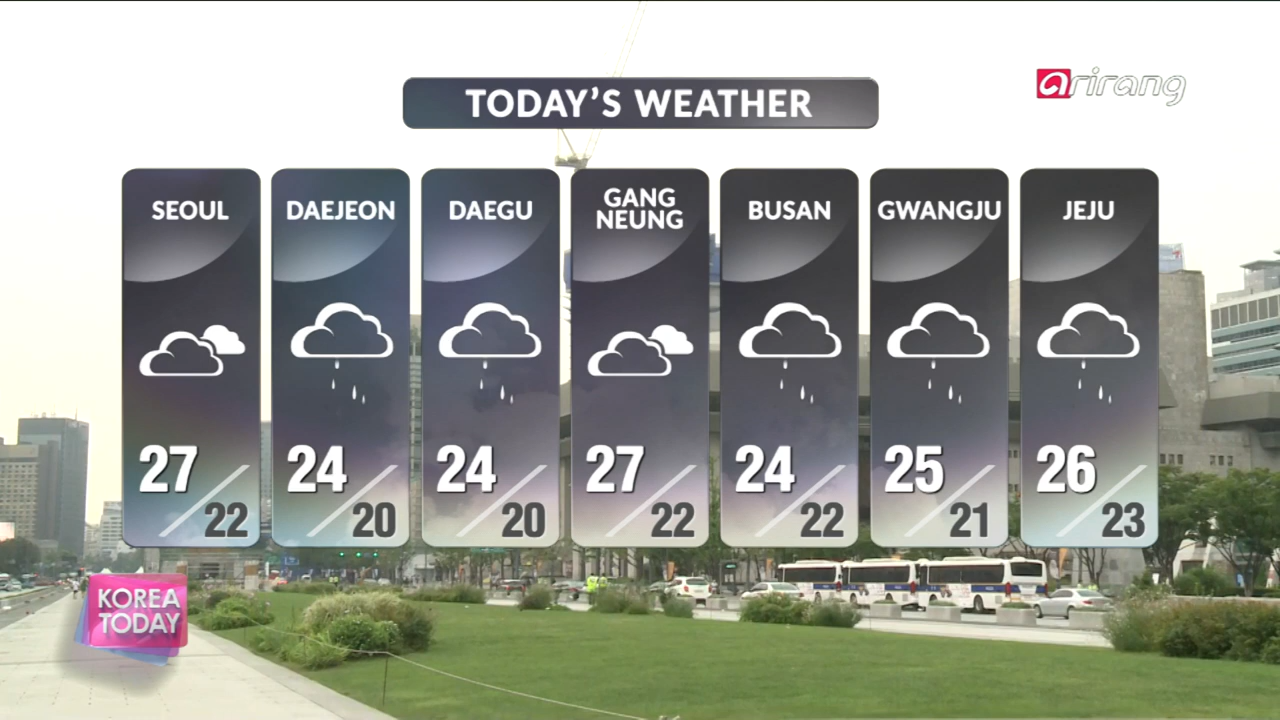 TODAY'S WEATHER
arirang
SEOUL
27
22
DAEJEON
24
20
DAEGU
24
20
GANG
NEUNG
27
22
BUSAN
24
22
GWANGJU
25
21
JEJU
26
23
KOREA
TODAY